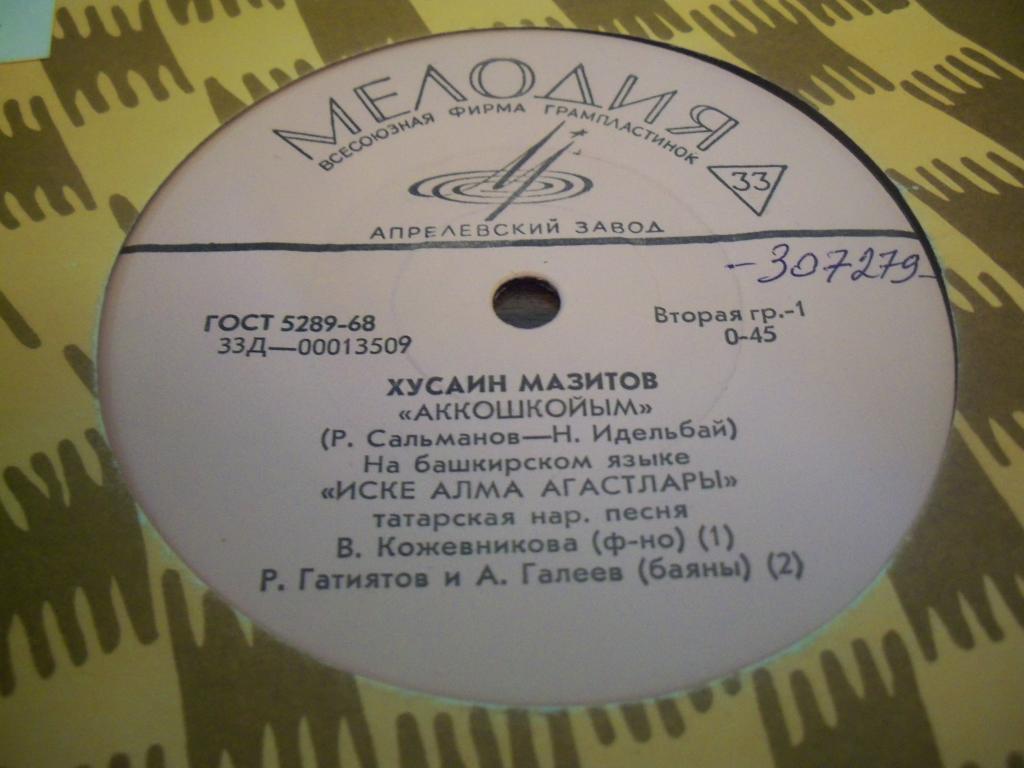 МЕЛОДИЯ
ВСЕСОЮЗНАЯ ФИРМА ГРАМПЛАСТИНОК
33
АПРЕЛЕВСКИЙ ЗАВОД
-307279-
ГОСТ 5289-68
33Д—00013509
Вторая гр.-1
0-45
ХУСАИН МАЗИТОВ
«АККОШКОЙЫМ»
(Р. Сальманов—Н. Идельбай)
На башкирском языке
«ИСКЕ АЛМА АГАСТЛАРЫ»
татарская нар. песня
В. Кожевникова (ф-но) (1)
Р. Гатиятов и А. Галеев (баяны) (2)